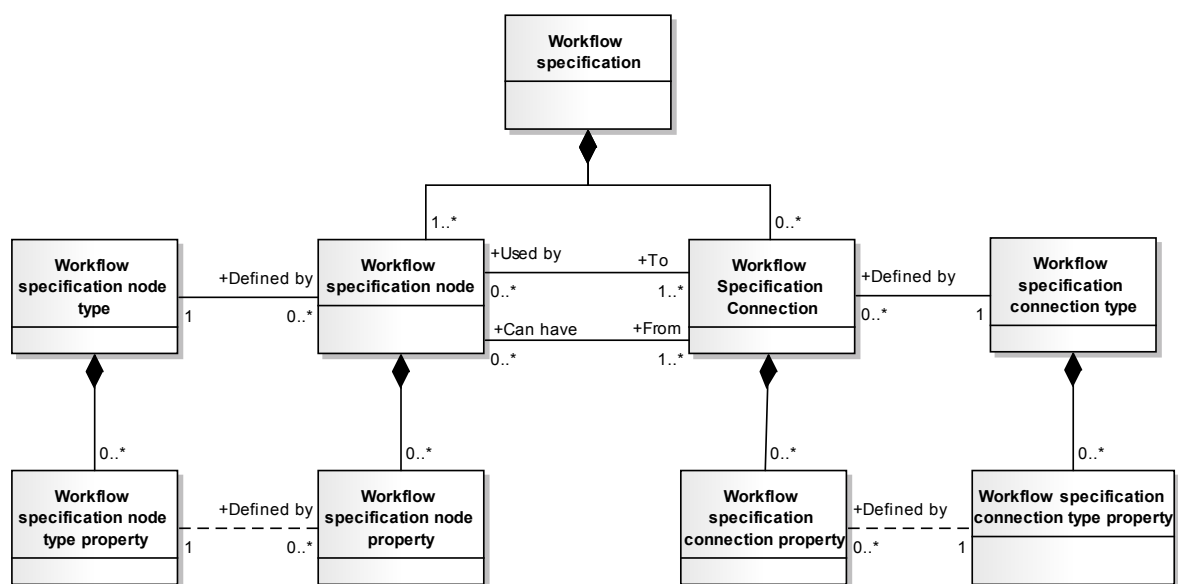 Workflow
specification
1..*
0..*
Workflow
specification node
type
+Defined by
1
0..*
Workflow
specification node
+Used by
0..*
+To
1..*
+Can have
0..*
+From
1..*
Workflow
Specification
Connection
+Defined by
0..*
1
Workflow
specification
connection type
0..*
0..*
0..*
0..*
Workflow
specification node
type property
+Defined by
1
0..*
Workflow
specification node
property
Workflow
specification
connection property
+Defined by
0..*
1
Workflow specification
connection type property